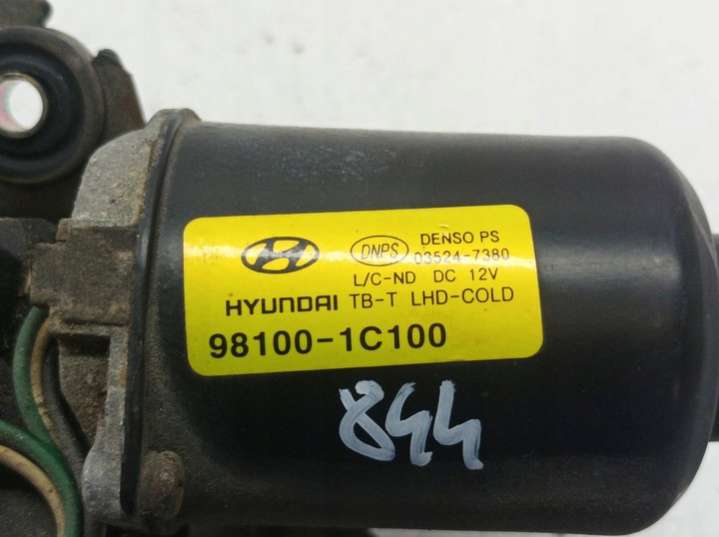 DNPS DENSO PS
03524-7380
L/C-ND DC 12V
HYUNDAI TB-T LHD-COLD
98100-1C100
844